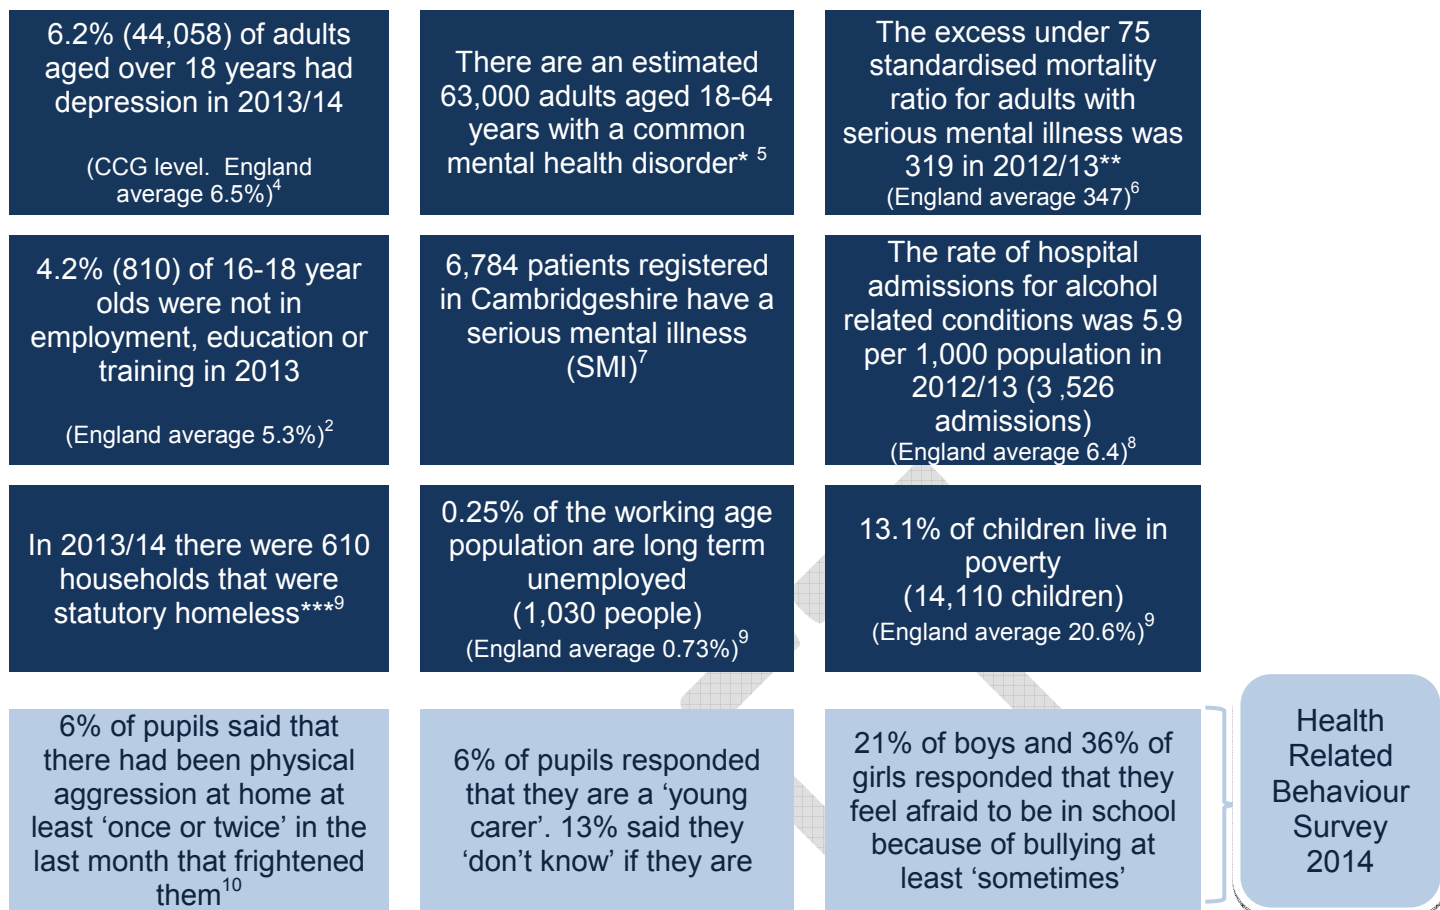 6.2% (44,058) of adults
aged over 18 years had
depression in 2013/14
(CCG level.  England
average 6.5%)4
There are an estimated
63,000 adults aged 18-64
years with a common
mental health disorder* 5
The excess under 75
standardised mortality
ratio for adults with
serious mental illness was
319 in 2012/13**
(England average 347)6
4.2% (810) of 16-18 year
olds were not in
employment, education or
training in 2013
(England average 5.3%)2
6,784 patients registered
in Cambridgeshire have a
serious mental illness
(SMI)7
The rate of hospital
admissions for alcohol
related conditions was 5.9
per 1,000 population in
2012/13 (3 ,526
admissions)
(England average 6.4)8
In 2013/14 there were 610
households that were
statutory homeless***9
0.25% of the working age
population are long term
unemployed
(1,030 people)
(England average 0.73%)9
13.1% of children live in
poverty
(14,110 children)
(England average 20.6%)9
6% of pupils said that
there had been physical
aggression at home at
least ‘once or twice’ in the
last month that frightened
them10
6% of pupils responded
that they are a ‘young
carer’. 13% said they
‘don’t know’ if they are
21% of boys and 36% of
girls responded that they
feel afraid to be in school
because of bullying at
least ‘sometimes’
Health
Related
Behaviour
Survey
2014